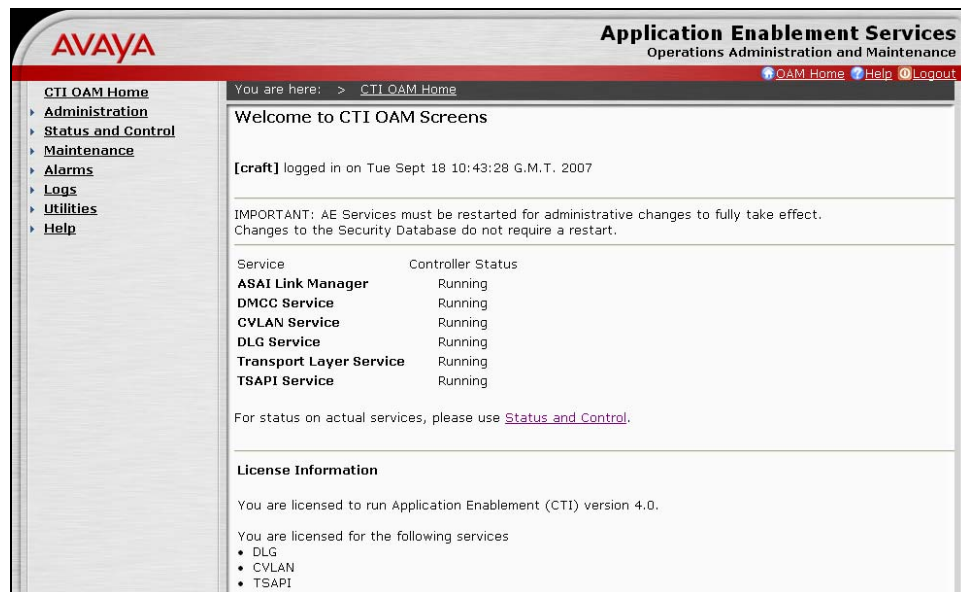 AVAYA
Application Enablement Services
Operations Administration and Maintenance
OAM Home Help Logout
CTI OAM Home
Administration
Status and Control
Maintenance
Alarms
Logs
Utilities
Help
You are here: > CTI OAM Home
Welcome to CTI OAM Screens
[craft] logged in on Tue Sept 18 10:43:28 G.M.T. 2007
IMPORTANT: AE Services must be restarted for administrative changes to fully take effect.
Changes to the Security Database do not require a restart.
Service Controller Status
ASAI Link Manager Running
DMCC Service Running
CVLAN Service Running
DLG Service Running
Transport Layer Service Running
TSAPI Service Running
For status on actual services, please use Status and Control.
License Information
You are licensed to run Application Enablement (CTI) version 4.0.
You are licensed for the following services
• DLG
• CVLAN
• TSAPI